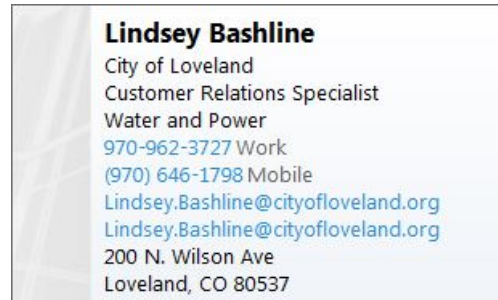 Lindsey Bashline
City of Loveland
Customer Relations Specialist
Water and Power
970-962-3727 Work
(970) 646-1798 Mobile
Lindsey.Bashline@cityofloveland.org
Lindsey.Bashline@cityofloveland.org
200 N. Wilson Ave
Loveland, CO 80537